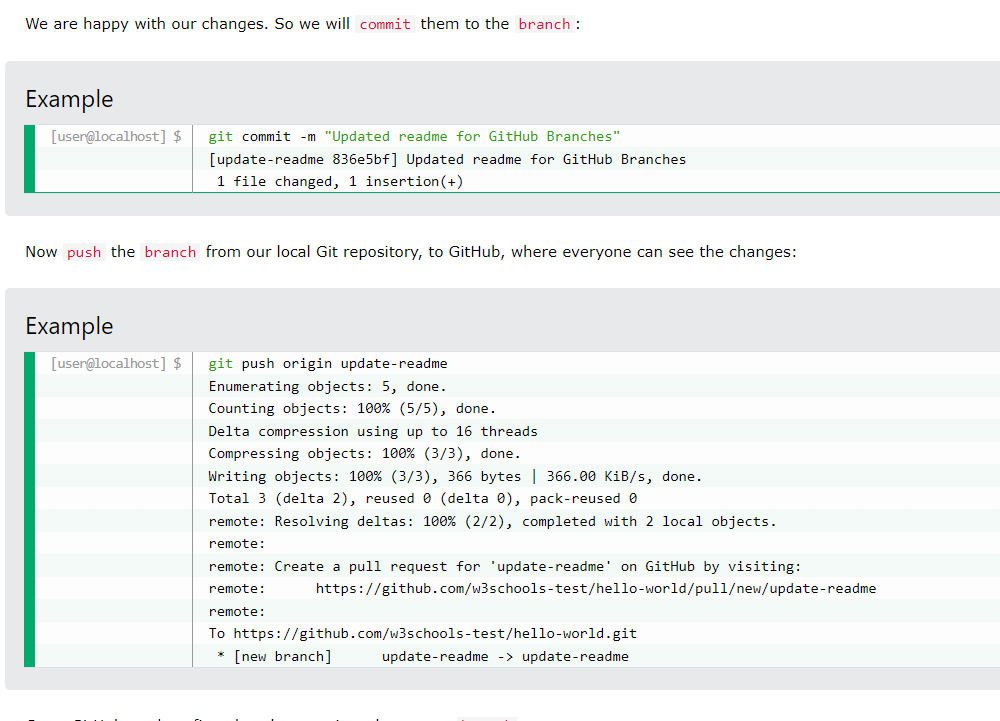 We are happy with our changes. So we will commit them to the branch :
Example
[user@localhost] $ git commit -m "Updated readme for GitHub Branches"
[update-readme 836e5bf] Updated readme for GitHub Branches
1 file changed, 1 insertion(+)
Now push the branch from our local Git repository, to GitHub, where everyone can see the changes:
Example
[user@localhost] $ git push origin update-readme
Enumerating objects: 5, done.
Counting objects: 100% (5/5), done.
Delta compression using up to 16 threads
Compressing objects: 100% (3/3), done.
Writing objects: 100% (3/3), 366 bytes | 366.00 KiB/s, done.
Total 3 (delta 2), reused 0 (delta 0), pack-reused 0
remote: Resolving deltas: 100% (2/2), completed with 2 local objects.
remote:
remote: Create a pull request for 'update-readme' on GitHub by visiting:
remote:      https://github.com/w3schools-test/hello-world/pull/new/update-readme
remote:
To https://github.com/w3schools-test/hello-world.git
* [new branch]      update-readme -> update-readme